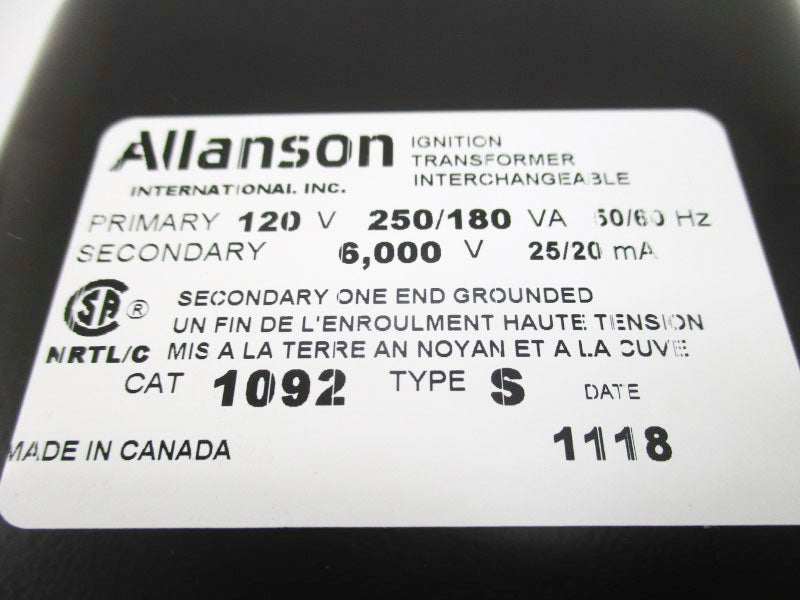 Allanson
INTERNATIONAL INC.
IGNITION
TRANSFORMER
INTERCHANGEABLE
PRIMARY 120 V 250/180 VA 50/60 Hz
SECONDARY 6,000 V 25/20 mA
SA ®
NRTL/C
SECONDARY ONE END GROUNDED
UN FIN DE L'ENROULMENT HAUTE TENSION
MIS A LA TERRE AN NOYAN ET A LA CUVE
CAT 1092 TYPE S DATE
MADE IN CANADA 1118